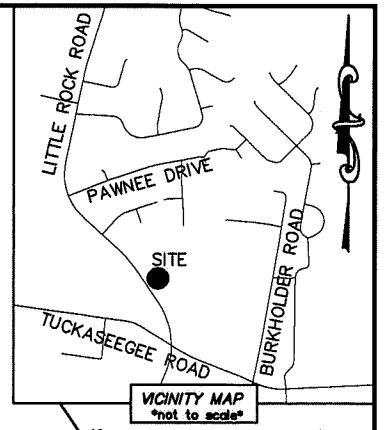 LITTLE ROCK ROAD
PAWNEE DRIVE
BURKHOLDER ROAD
SITE
TUCKASEEGEE ROAD
VICINITY MAP
*not to scale*